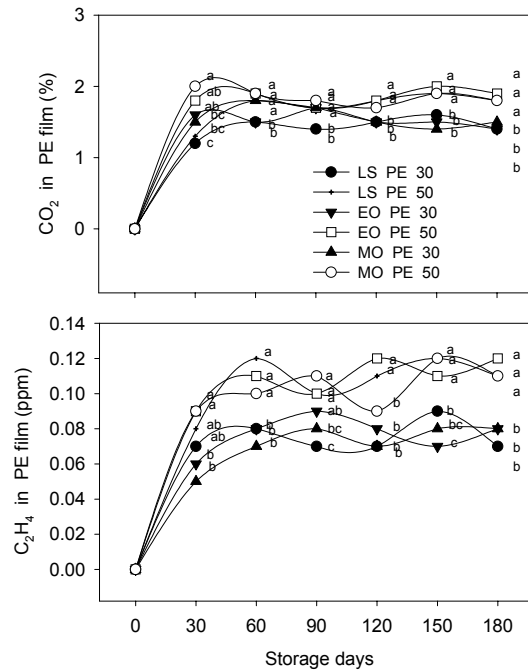 3
2
1
0
CO2 in PE film (%)
a
ab
ab
bc
bc
c
a
a
a
a
b
b
a
a
a
a
b
b
a
a
a
b
b
b
a
a
a
b
b
b
a
a
a
b
b
b
LS PE 30
LS PE 50
EO PE 30
EO PE 50
MO PE 30
MO PE 50
0.14
0.12
0.10
0.08
0.06
0.04
0.02
0.00
C2H4 in PE film (ppm)
a
a
ab
ab
b
b
a
a
a
b
b
b
a
a
a
ab
bc
c
a
a
b
b
b
b
a
a
a
b
bc
c
a
a
a
b
b
b
0 30 60 90 120 150 180
Storage days